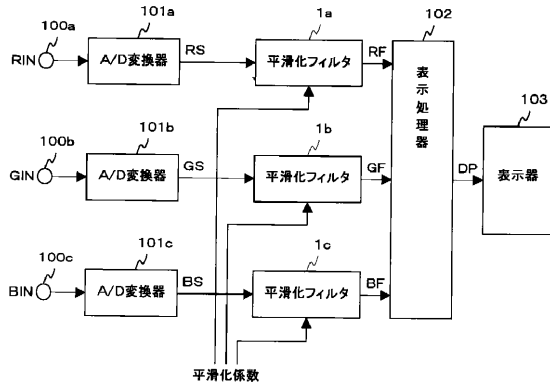 100a
101a
1a
102
RIN
A/D変換器
RS
平滑化フィルタ
RF
表示処理器
100b
101b
1b
103
GIN
A/D変換器
GS
平滑化フィルタ
GF
DP
表示器
100c
101c
1c
BIN
A/D変換器
BS
平滑化フィルタ
BF
平滑化係数